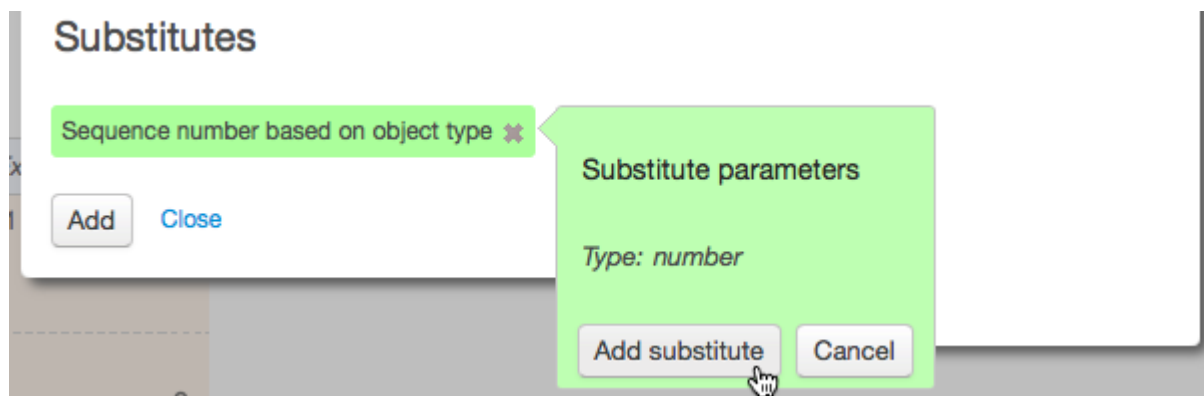 Substitutes
Sequence number based on object type
Substitute parameters
Add Close
Type: number
Add substitute Cancel